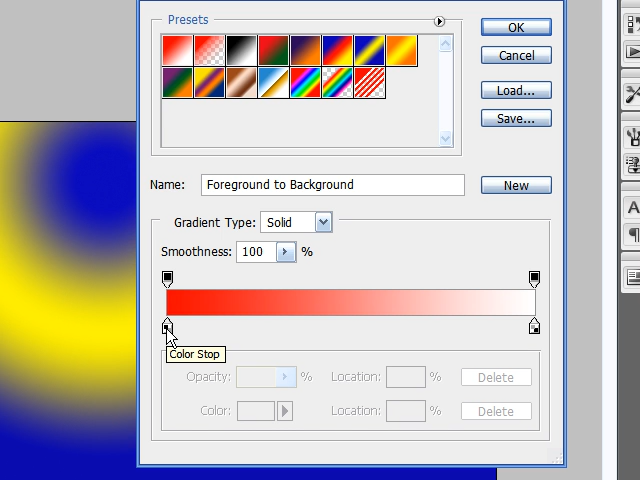 Presets
OK
Cancel
Load...
Save...
Name: Foreground to Background
New
Gradient Type: Solid
Smoothness: 100 %
Color Stop
Opacity: % Location: % Delete
Color: Location: % Delete
A
¶